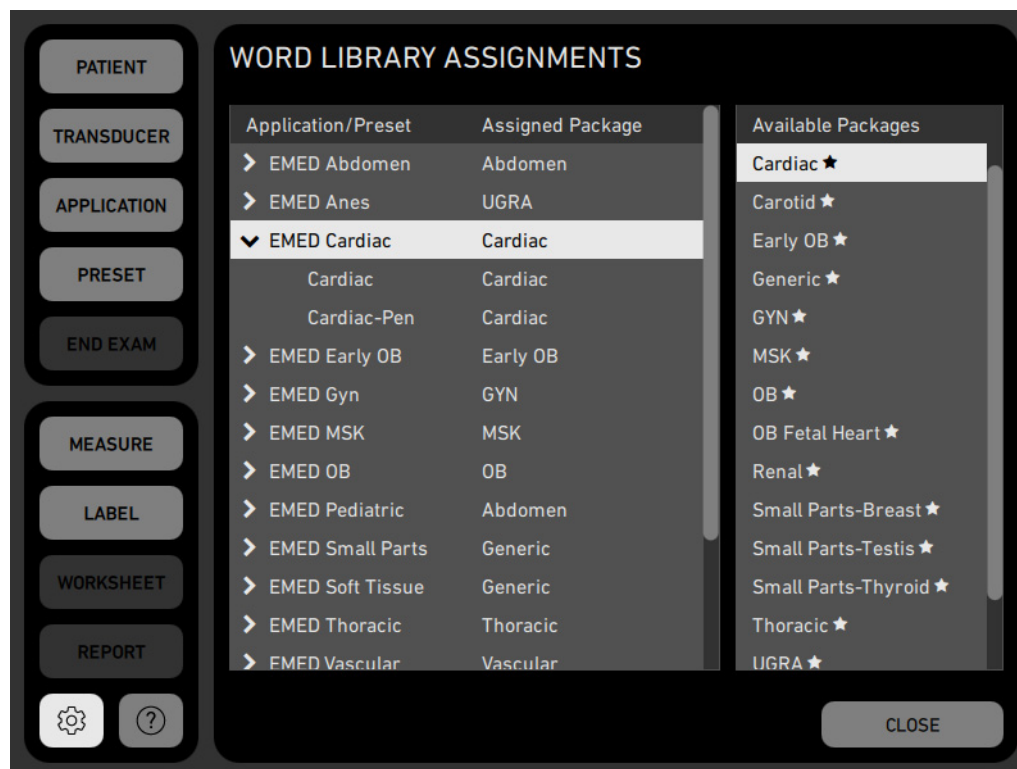 PATIENT
TRANSDUCER
APPLICATION
PRESET
END EXAM
MEASURE
LABEL
WORKSHEET
REPORT
?
WORD LIBRARY ASSIGNMENTS
Application/Preset Assigned Package
EMED Abdomen Abdomen
EMED Anes UGRA
EMED Cardiac Cardiac
Cardiac Cardiac
Cardiac-Pen Cardiac
EMED Early OB Early OB
EMED Gyn GYN
EMED MSK MSK
EMED OB OB
EMED Pediatric Abdomen
EMED Small Parts Generic
EMED Soft Tissue Generic
EMED Thoracic Thoracic
EMED Vascular Vascular
Available Packages
Cardiac ★
Carotid ★
Early OB ★
Generic ★
GYN ★
MSK ★
OB ★
OB Fetal Heart ★
Renal ★
Small Parts-Breast ★
Small Parts-Testis ★
Small Parts-Thyroid ★
Thoracic ★
UGRA ★
CLOSE